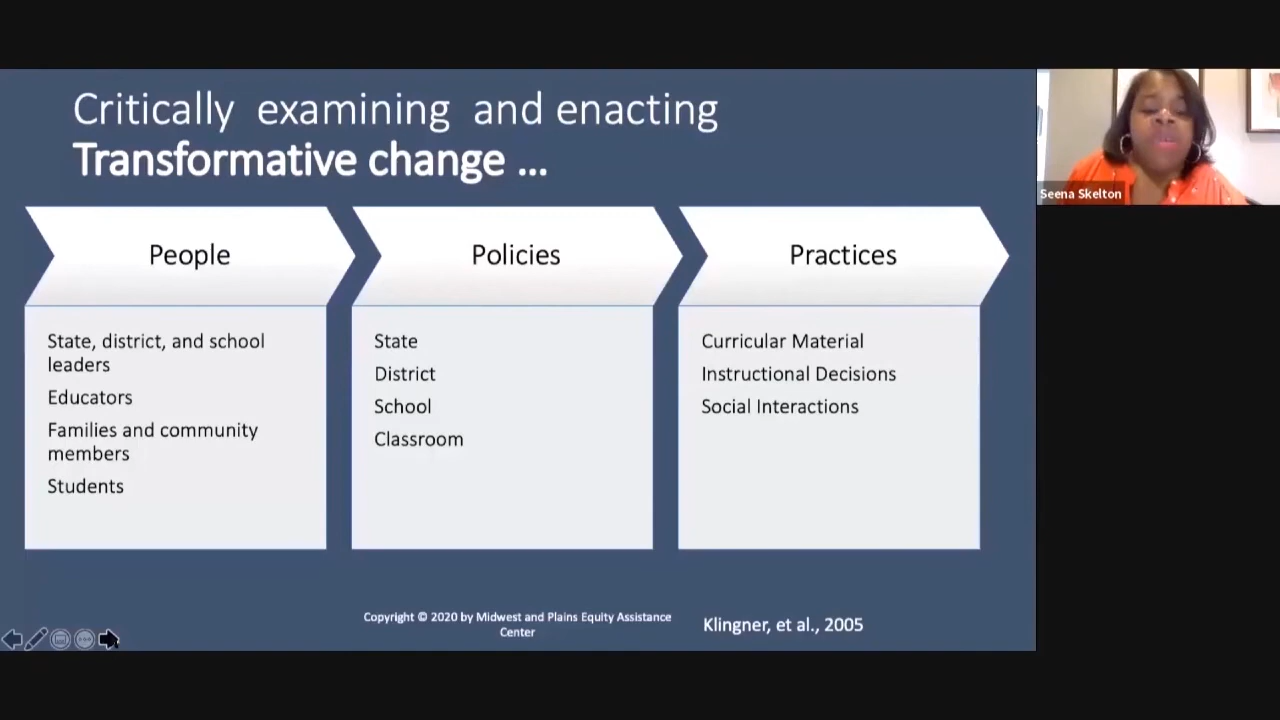 Critically examining and enacting
Transformative change ...
People
State, district, and school
leaders
Educators
Families and community
members
Students
Policies
State
District
School
Classroom
Practices
Curricular Material
Instructional Decisions
Social Interactions
Copyright © 2020 by Midwest and Plains Equity Assistance
Center
Klingner, et al., 2005
Seena Skelton